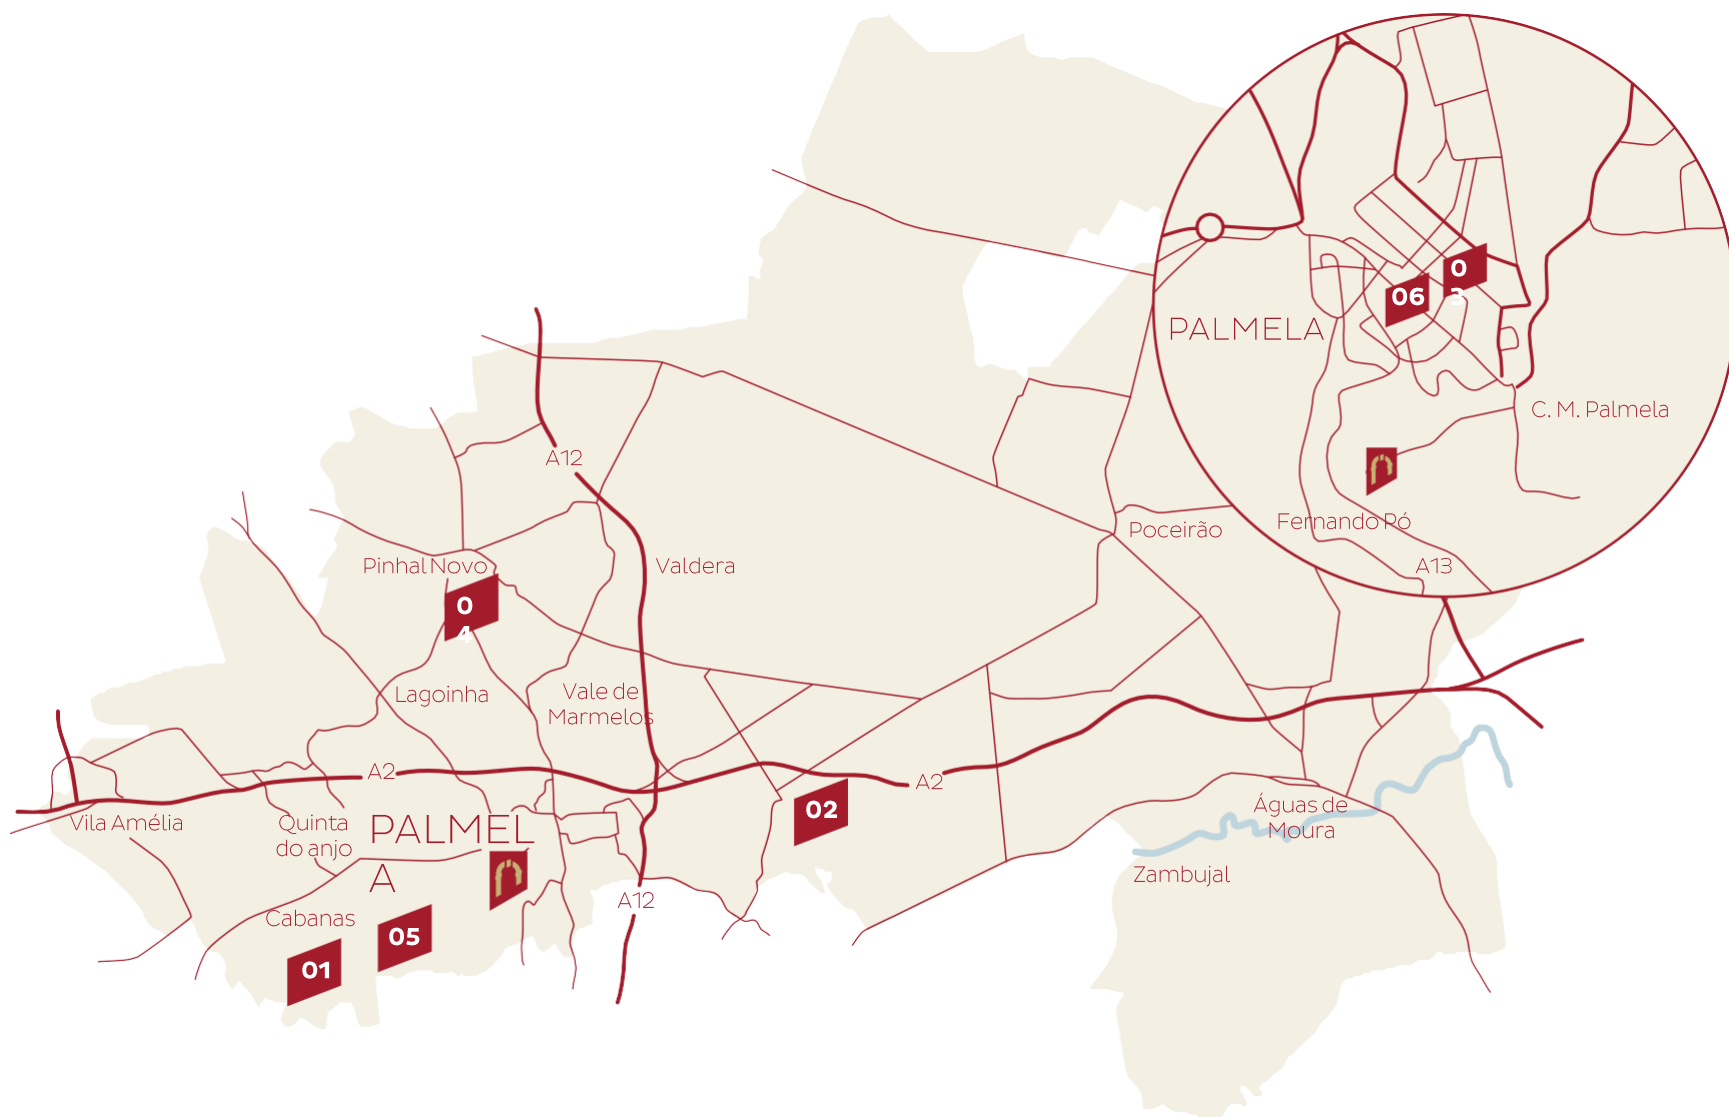 0
3
06
PALMELA
C. M. Palmela
A12
Fernando Pó
Poceirão
Pinhal Novo
Valdera
A13
0
4
Lagoinha
Vale de
Marmelos
A2
A2
02
Vila Amélia
Quinta
do anjo
PALMEL
A
Águas de
Moura
Zambujal
A12
Cabanas
05
01